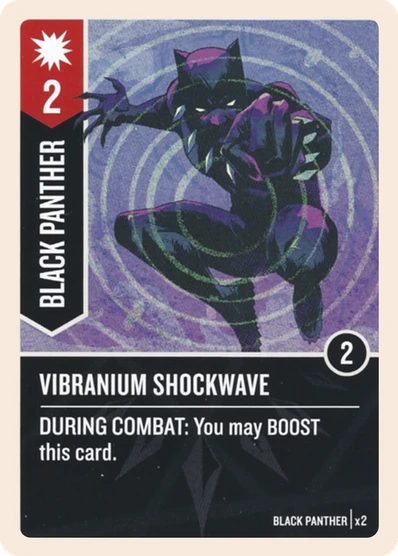 2
BLACK PANTHER
2
VIBRANIUM SHOCKWAVE
DURING COMBAT: You may BOOST
this card.
BLACK PANTHER | x2